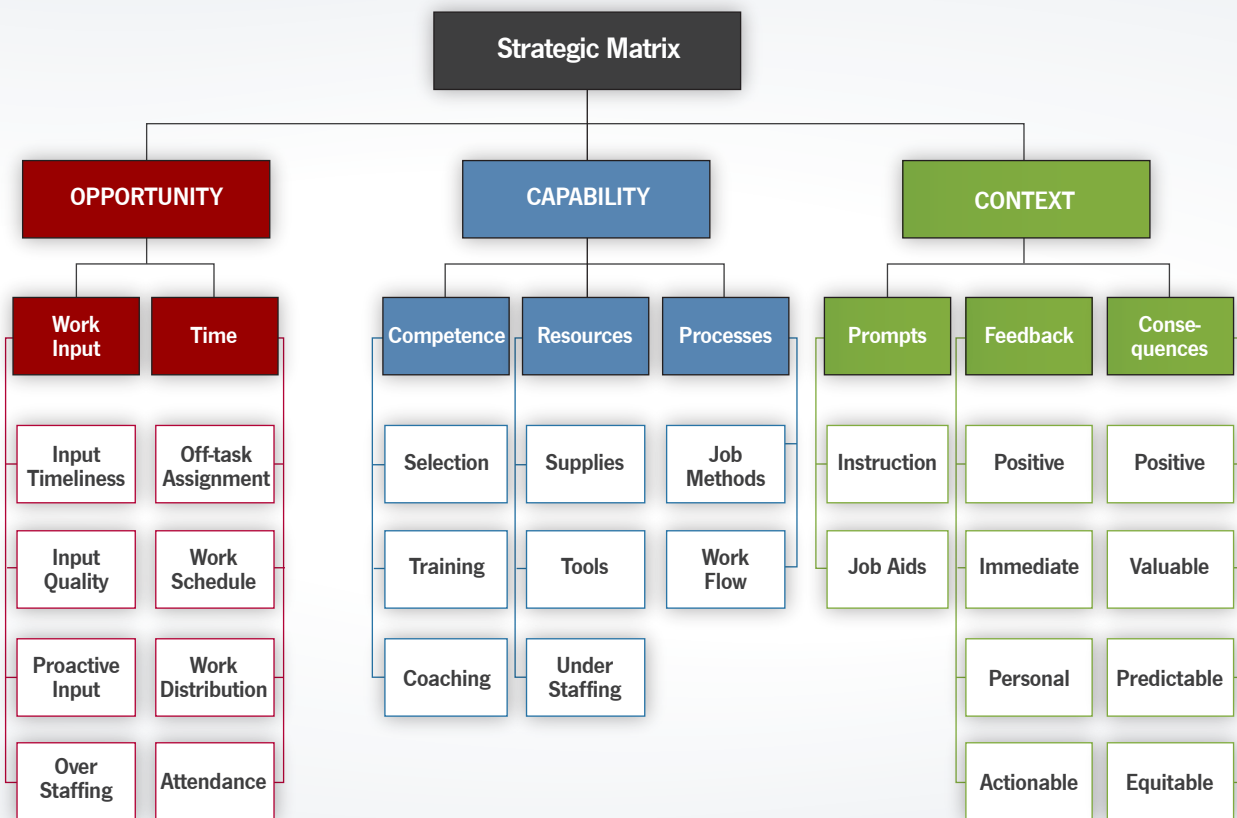 Strategic Matrix
OPPORTUNITY
CAPABILITY
CONTEXT
Work
Input
Time
Competence
Resources
Processes
Prompts
Feedback
Conse-
quences
Input
Timeliness
Off-task
Assignment
Selection
Supplies
Job
Methods
Instruction
Positive
Positive
Input
Quality
Work
Schedule
Training
Tools
Work
Flow
Job Aids
Immediate
Valuable
Proactive
Input
Work
Distribution
Coaching
Under
Staffing
Personal
Predictable
Over
Staffing
Attendance
Actionable
Equitable